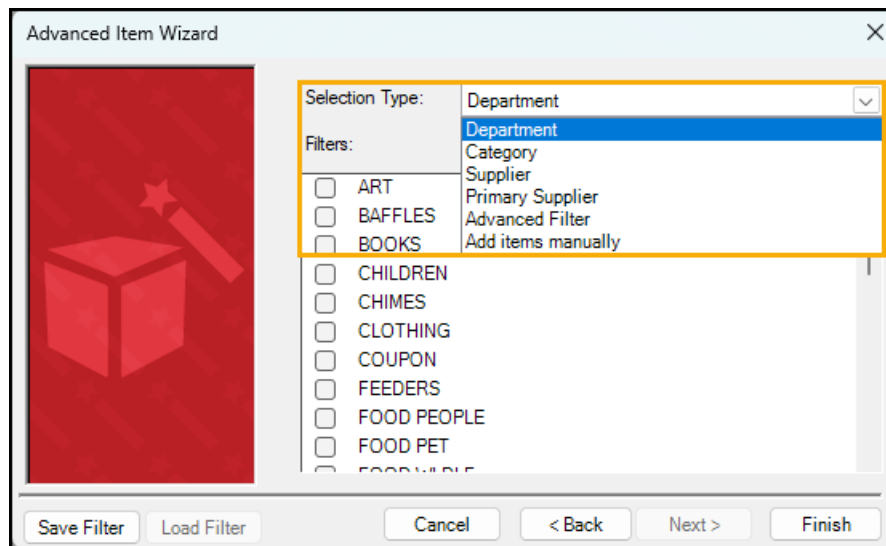 Advanced Item Wizard
Selection Type:
Department
Department
Category
Supplier
Primary Supplier
Advanced Filter
Add items manually
Filters:
ART
BAFFLES
BOOKS
CHILDREN
CHIMES
CLOTHING
COUPON
FEEDERS
FOOD PEOPLE
FOOD PET
Save Filter
Load Filter
Cancel
< Back
Next >
Finish